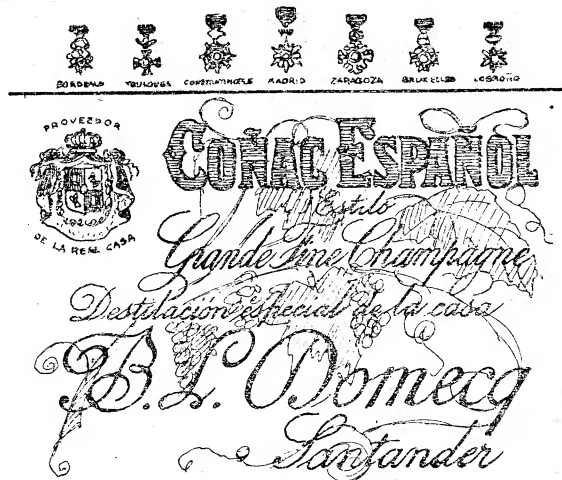 BORDEAUX TOULOUSE CONSTANTINOPLE MADRID ZARAGOZA BRUXELLES LOGROÑO
PROVEEDOR
DE LA REAL CASA
COÑAC ESPAÑOL
Estilo
Grande Fine Champagne
Destilación especial de la casa
B. L. Domecq
Santander